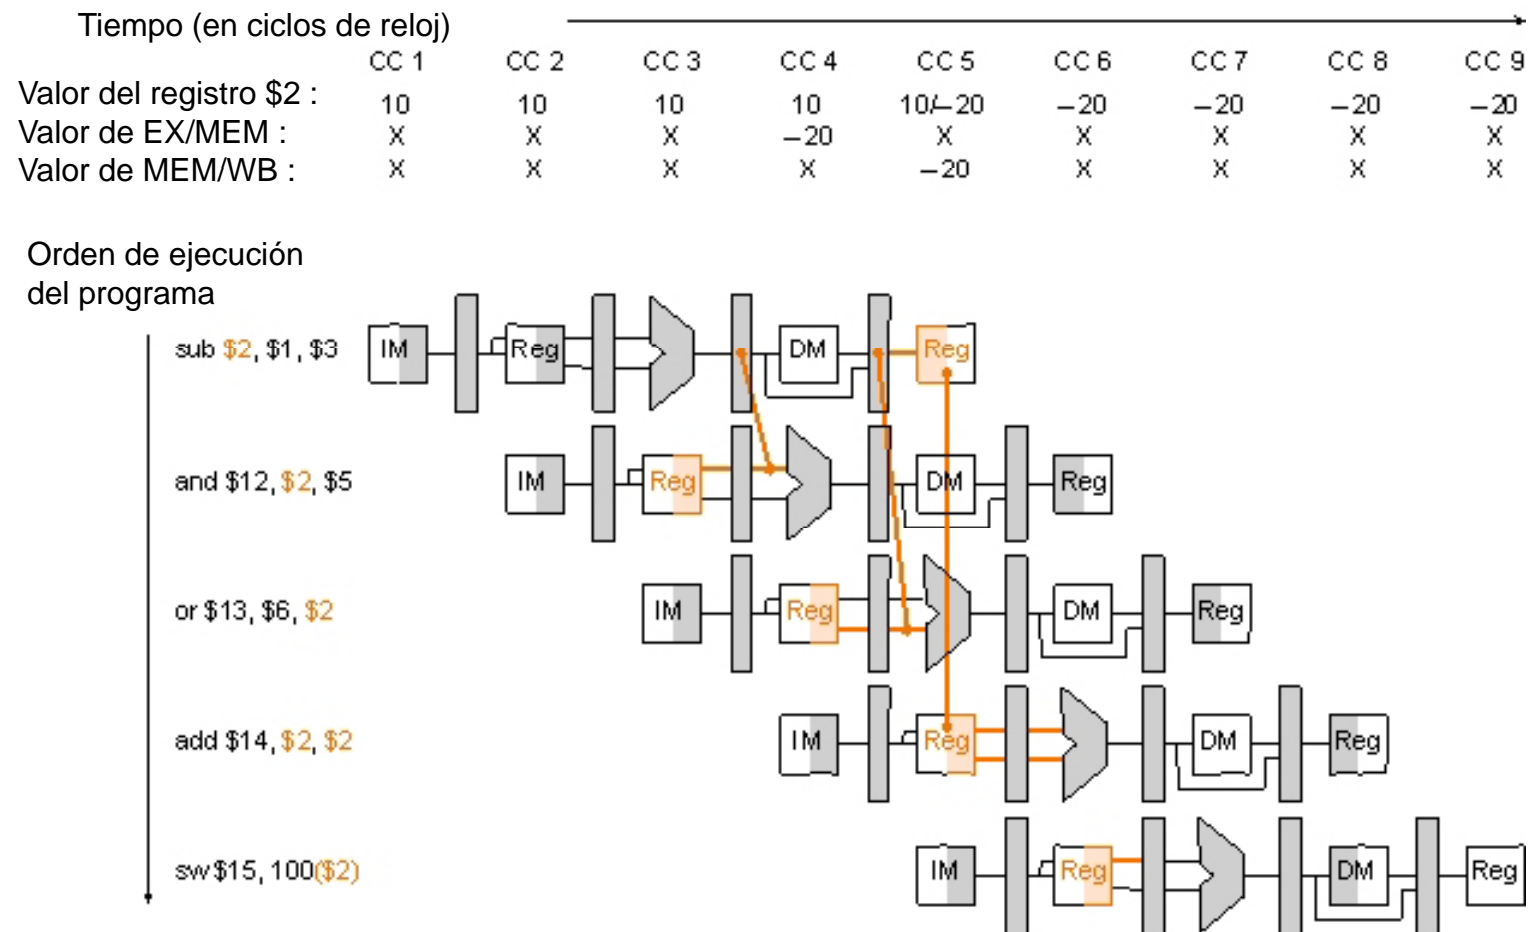 Tiempo (en ciclos de reloj)
CC 1 CC 2 CC 3 CC 4 CC 5 CC 6 CC 7 CC 8 CC 9
Valor del registro $2 : 10 10 10 10 10/–20 –20 –20 –20 –20
Valor de EX/MEM : X X X –20 X X X X X
Valor de MEM/WB : X X X X –20 X X X X
Orden de ejecución
del programa
sub $2, $1, $3 IM Reg DM Reg
and $12, $2, $5 IM Reg DM Reg
or $13, $6, $2 IM Reg DM Reg
add $14, $2, $2 IM Reg DM Reg
sw $15, 100($2) IM Reg DM Reg